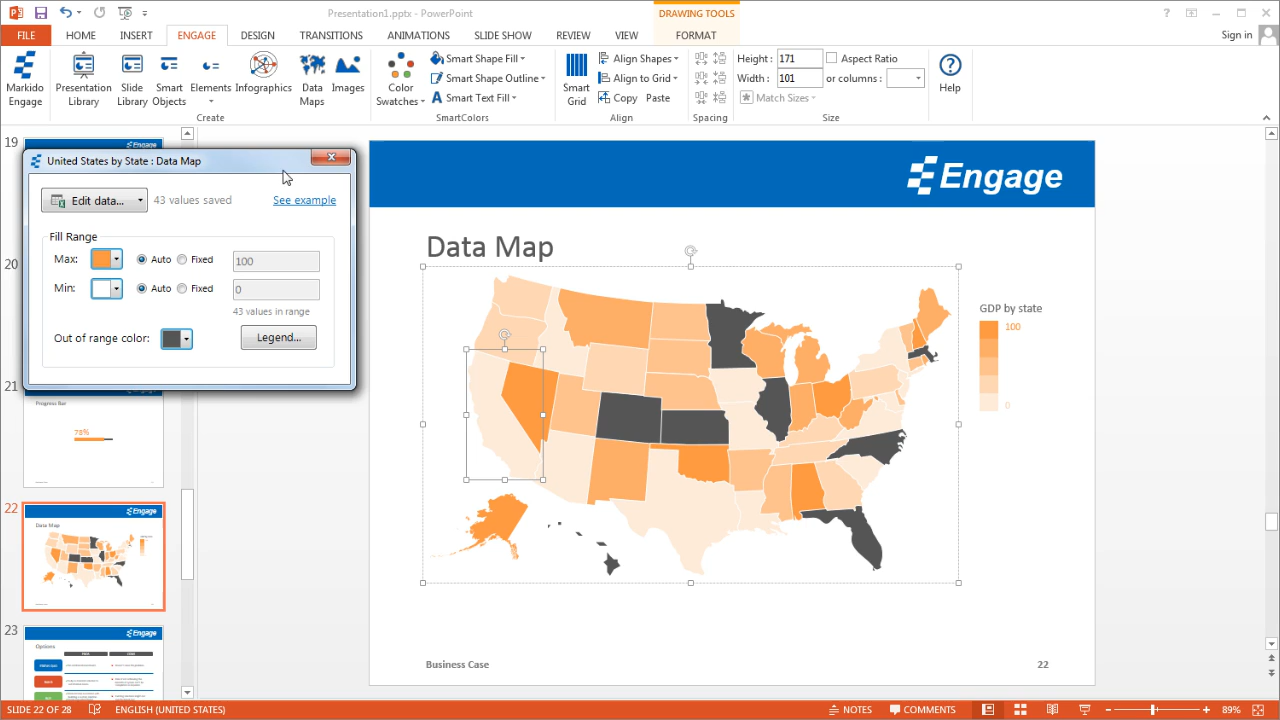 Presentation1.pptx - PowerPoint
DRAWING TOOLS
?
FILE HOME INSERT ENGAGE DESIGN TRANSITIONS ANIMATIONS SLIDE SHOW REVIEW VIEW FORMAT
Sign in
Markido Engage
Presentation Library
Slide Library
Smart Objects
Elements
Infographics
Data Maps
Images
Create
Color Swatches
Smart Shape Fill
Smart Shape Outline
Smart Text Fill
SmartColors
Smart Grid
Align Shapes
Align to Grid
Copy Paste
Align
Spacing
Height: 171
Width: 101
Aspect Ratio
or columns:
Match Sizes
Size
Help
19
Engage
United States by State : Data Map
Edit data...
43 values saved
See example
Fill Range
Max: Auto Fixed 100
Min: Auto Fixed 0
43 values in range
Out of range color:
Legend...
20
21
Progress Bar
78%
22
Engage
Data Map
23
Engage
Options
Engage
Data Map
GDP by state
100
0
Business Case
22
SLIDE 22 OF 28
ENGLISH (UNITED STATES)
NOTES
COMMENTS
89%